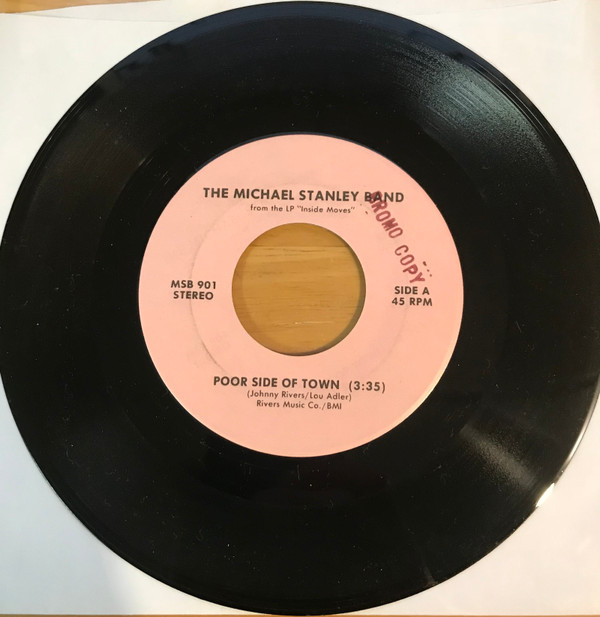 THE MICHAEL STANLEY BAND
from the LP "Inside Moves"
PROMO COPY
MSB 901
STEREO
SIDE A
45 RPM
POOR SIDE OF TOWN (3:35)
(Johnny Rivers/Lou Adler)
Rivers Music Co./BMI